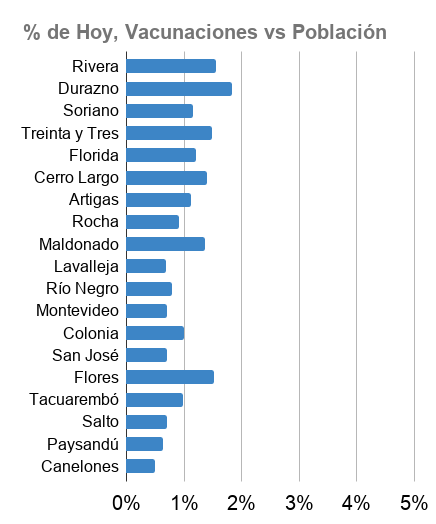 % de Hoy, Vacunaciones vs Población
Rivera
Durazno
Soriano
Treinta y Tres
Florida
Cerro Largo
Artigas
Rocha
Maldonado
Lavalleja
Río Negro
Montevideo
Colonia
San José
Flores
Tacuarembó
Salto
Paysandú
Canelones
0% 1% 2% 3% 4% 5%